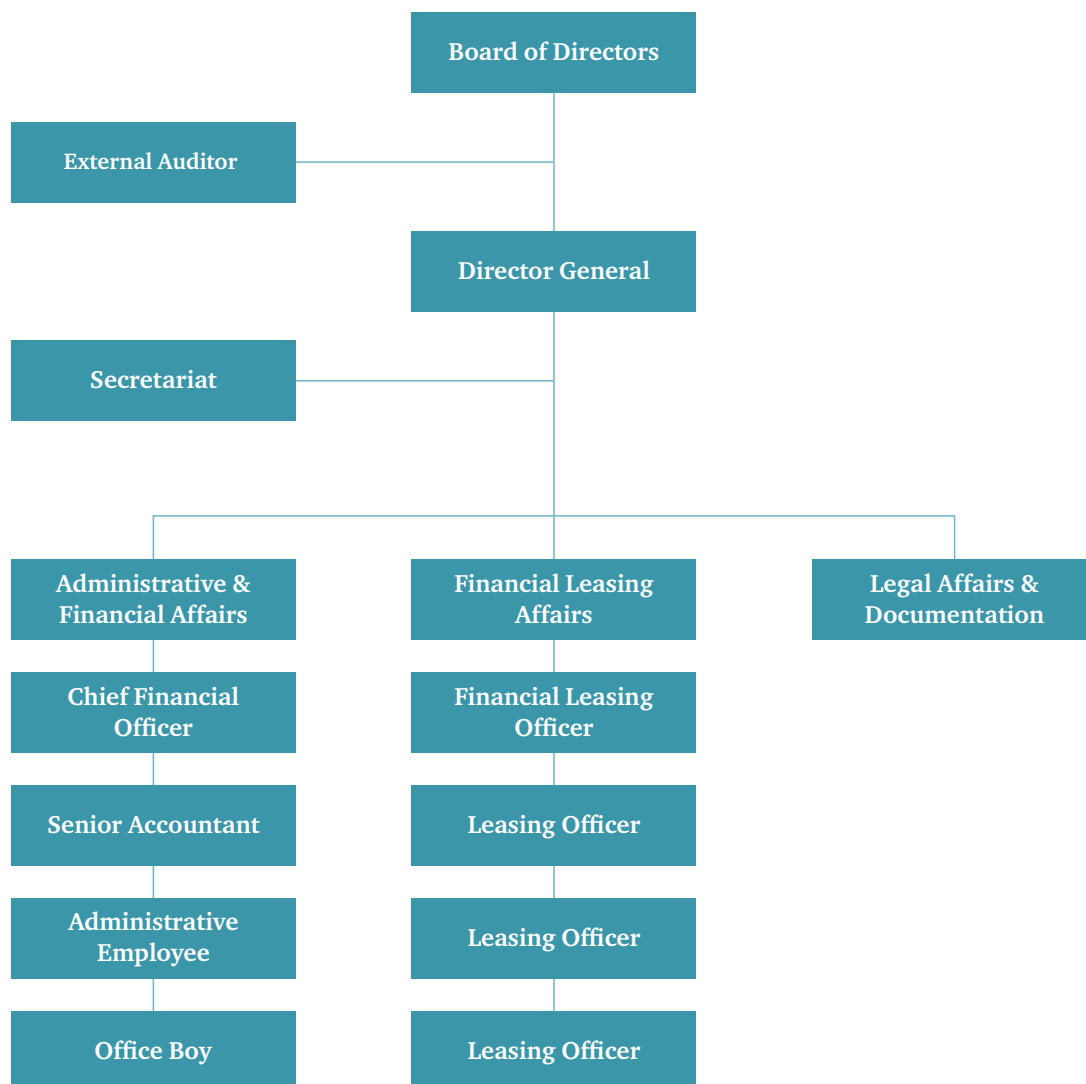 Board of Directors
External Auditor
Director General
Secretariat
Administrative &
Financial Affairs
Financial Leasing
Affairs
Legal Affairs &
Documentation
Chief Financial
Officer
Financial Leasing
Officer
Senior Accountant
Leasing Officer
Administrative
Employee
Leasing Officer
Office Boy
Leasing Officer